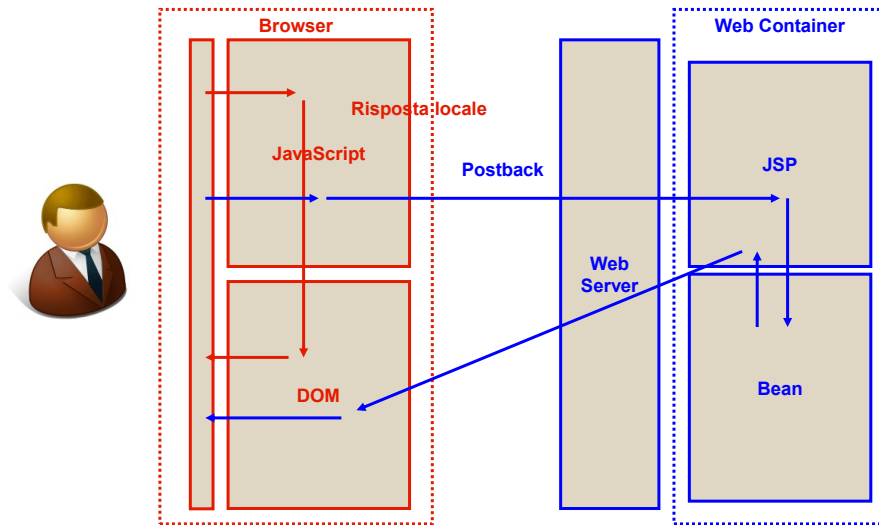 Browser
Web Container
Risposta locale
JavaScript
Postback
JSP
Web
Server
DOM
Bean